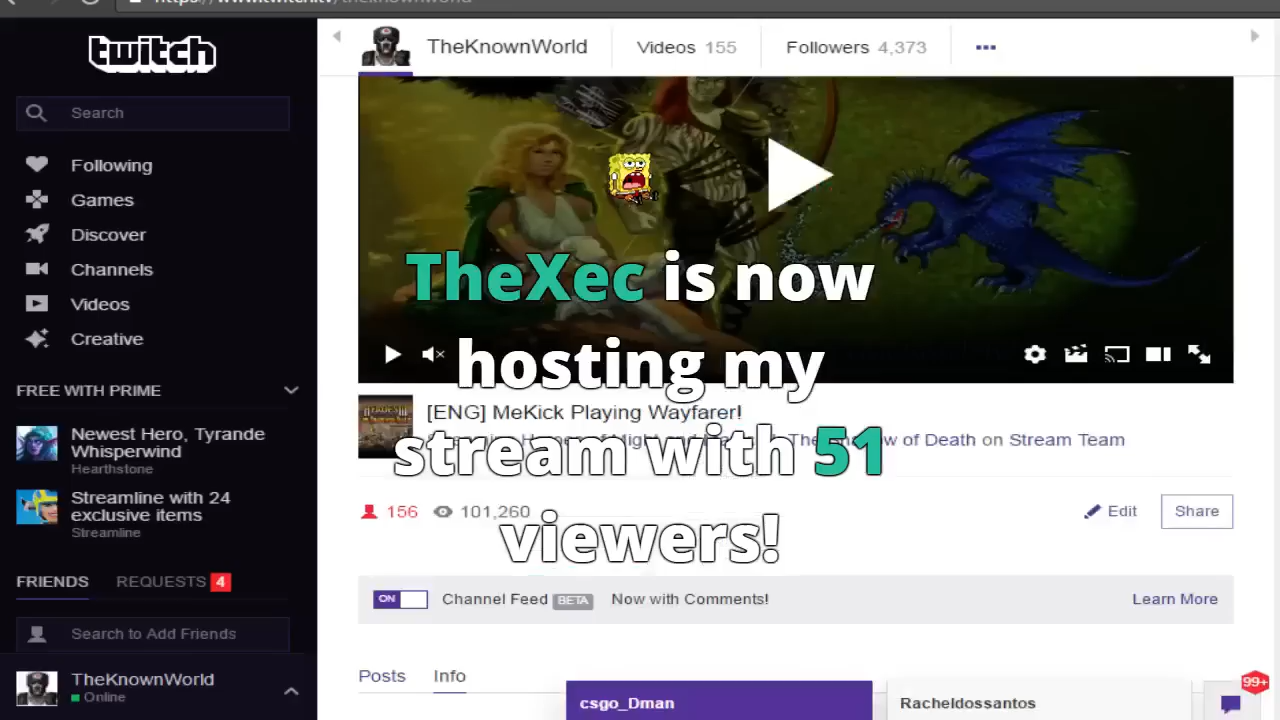 twitch
Search
Following
Games
Discover
Channels
Videos
Creative
FREE WITH PRIME
Newest Hero, Tyrande
Whisperwind
Hearthstone
Streamline with 24
exclusive items
Streamline
FRIENDS REQUESTS 4
Search to Add Friends
TheKnownWorld
Online
TheKnownWorld Videos 155 Followers 4,373
TheXec is now
hosting my
stream with 51
viewers!
[ENG] MeKick Playing Wayfarer!
of Death on Stream Team
156 101,260
Edit Share
ON Channel Feed BETA Now with Comments! Learn More
Posts Info
csgo_Dman
Racheldossantos
99+